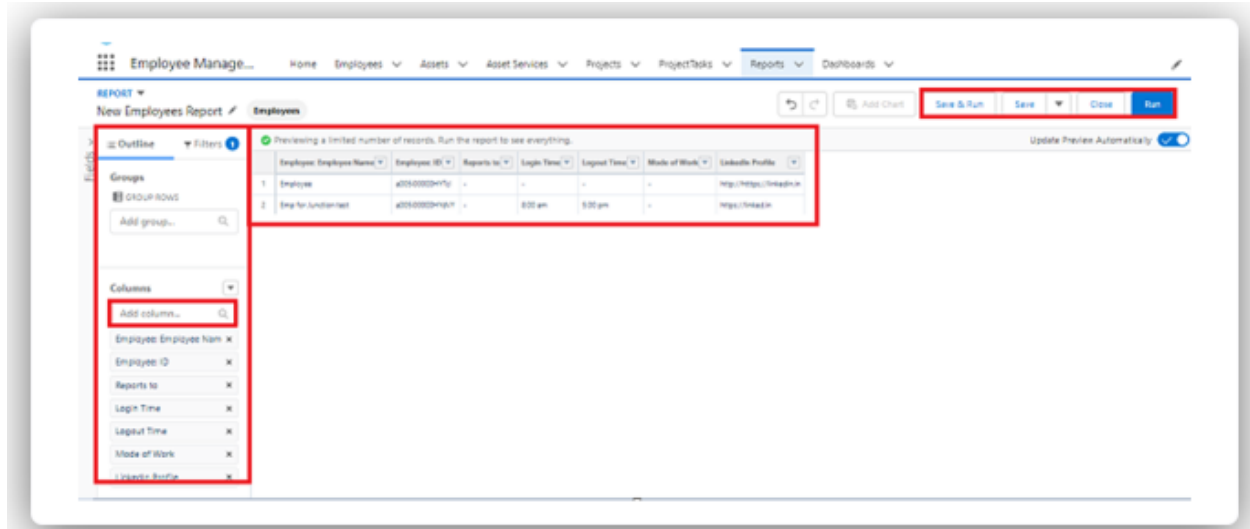 Employee Manage... Home Employees Assets Asset Services Projects ProjectTasks Reports Dashboards
REPORT
New Employees Report Employees
Add Chart Save & Run Save Close Run
Fields
Outline Filters 1
Previewing a limited number of records. Run the report to see everything.
Update Preview Automatically
Employee: Employee Name Employee: ID Reports to Login Time Logout Time Mode of Work LinkedIn Profile
1 Employee - - - -
2 Emp for Junction test - 8:00 am 5:00 pm - https://linked.in
Groups
GROUP ROWS
Add group...
Columns
Add column...
Employee: Employee Nam
Employee: ID
Reports to
Login Time
Logout Time
Mode of Work
LinkedIn Profile